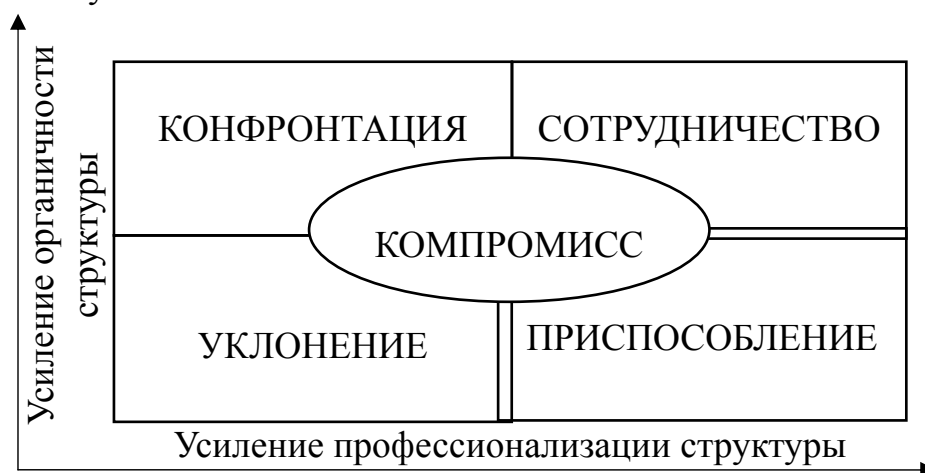 Усиление органичности
структуры
КОНФРОНТАЦИЯ
СОТРУДНИЧЕСТВО
КОМПРОМИСС
УКЛОНЕНИЕ
ПРИСПОСОБЛЕНИЕ
Усиление профессионализации структуры